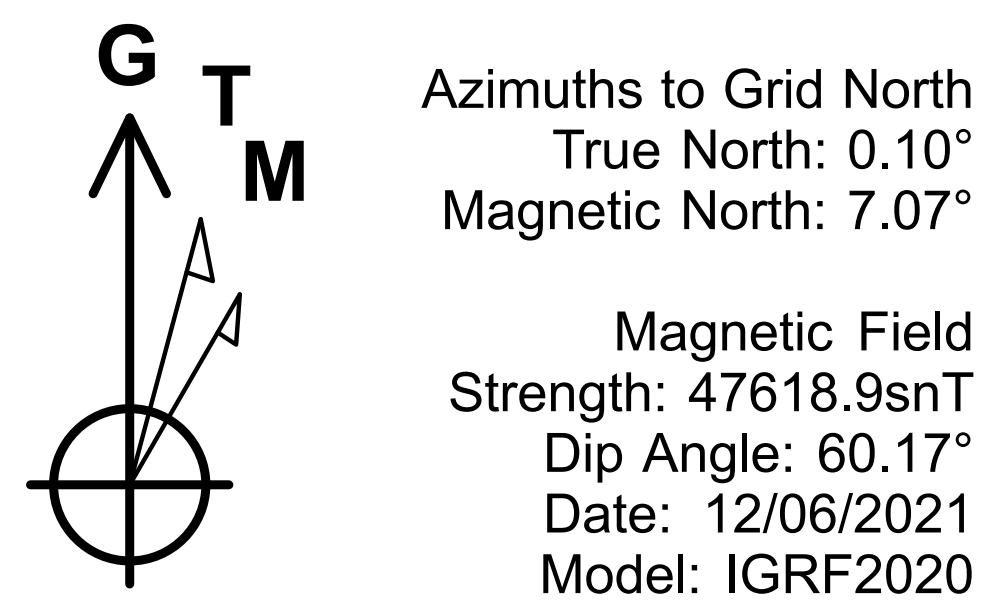 G
T
M
Azimuths to Grid North
True North: 0.10°
Magnetic North: 7.07°
Magnetic Field
Strength: 47618.9snT
Dip Angle: 60.17°
Date: 12/06/2021
Model: IGRF2020